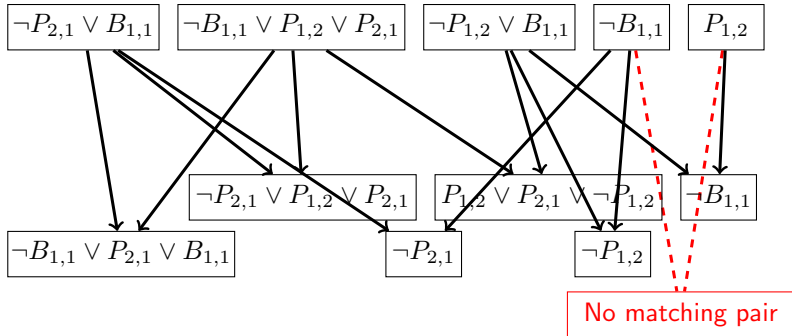 ¬P₂,₁ ∨ B₁,₁ ¬B₁,₁ ∨ P₁,₂ ∨ P₂,₁ ¬P₁,₂ ∨ B₁,₁ ¬B₁,₁ P₁,₂
¬P₂,₁ ∨ P₁,₂ ∨ P₂,₁ P₁,₂ ∨ P₂,₁ ∨ ¬P₁,₂ ¬B₁,₁
¬B₁,₁ ∨ P₂,₁ ∨ B₁,₁ ¬P₂,₁ ¬P₁,₂
No matching pair